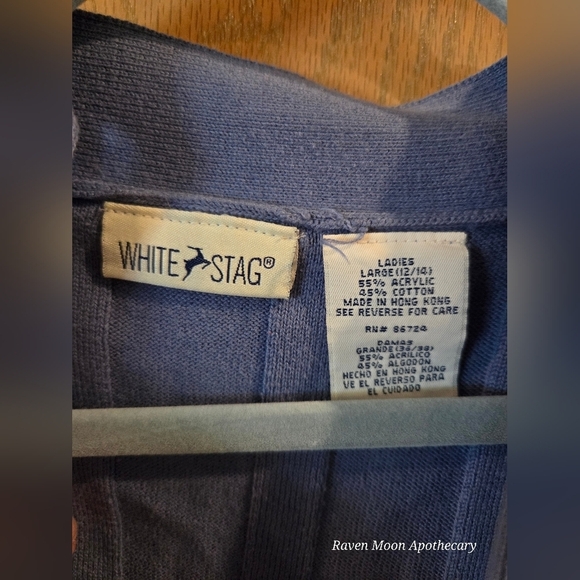 WHITE STAG®
LADIES
LARGE (12/14)
55% ACRYLIC
45% COTTON
MADE IN HONG KONG
SEE REVERSE FOR CARE
RN# 86724
DAMAS
GRANDE (36/38)
55% ACRILICO
45% ALGODON
HECHO EN HONG KONG
VE EL REVERSO PARA
EL CUIDADO
Raven Moon Apothecary